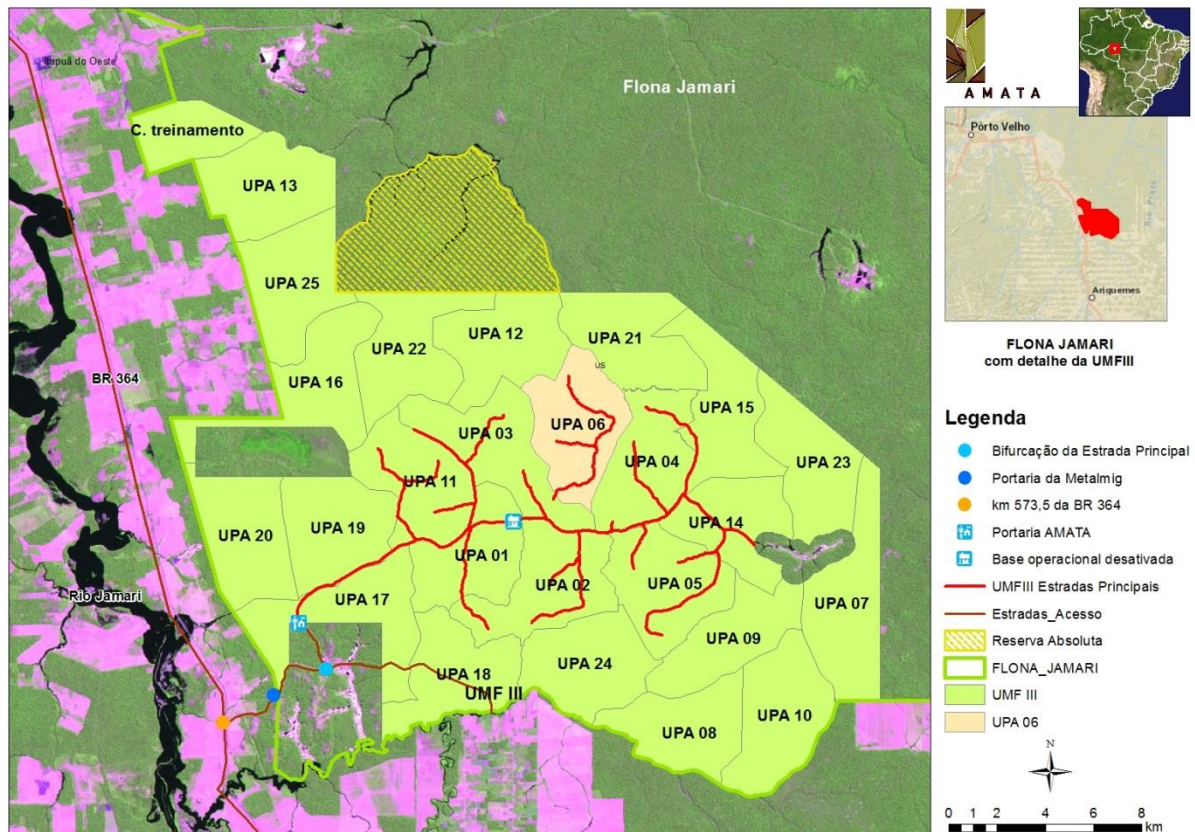 Itapuã do Oeste
Flona Jamari
C. treinamento
UPA 13
UPA 25
UPA 12
UPA 21
UPA 22
US
BR 364
UPA 16
UPA 15
UPA 06
UPA 03
UPA 04
UPA 23
UPA 11
UPA 14
UPA 19
UPA 20
UPA 01
UPA 02
UPA 05
Rio Jamari
UPA 17
UPA 07
UPA 09
UPA 18
UPA 24
UMF III
UPA 10
UPA 08
AMATA
Pôrto Velho
Ariquemes
FLONA JAMARI
com detalhe da UMFIII
Legenda
Bifurcação da Estrada Principal
Portaria da Metalmig
km 573,5 da BR 364
Portaria AMATA
Base operacional desativada
UMFIII Estradas Principais
Estradas_Acesso
Reserva Absoluta
FLONA_JAMARI
UMF III
UPA 06
N
0 1 2 4 6 8
km